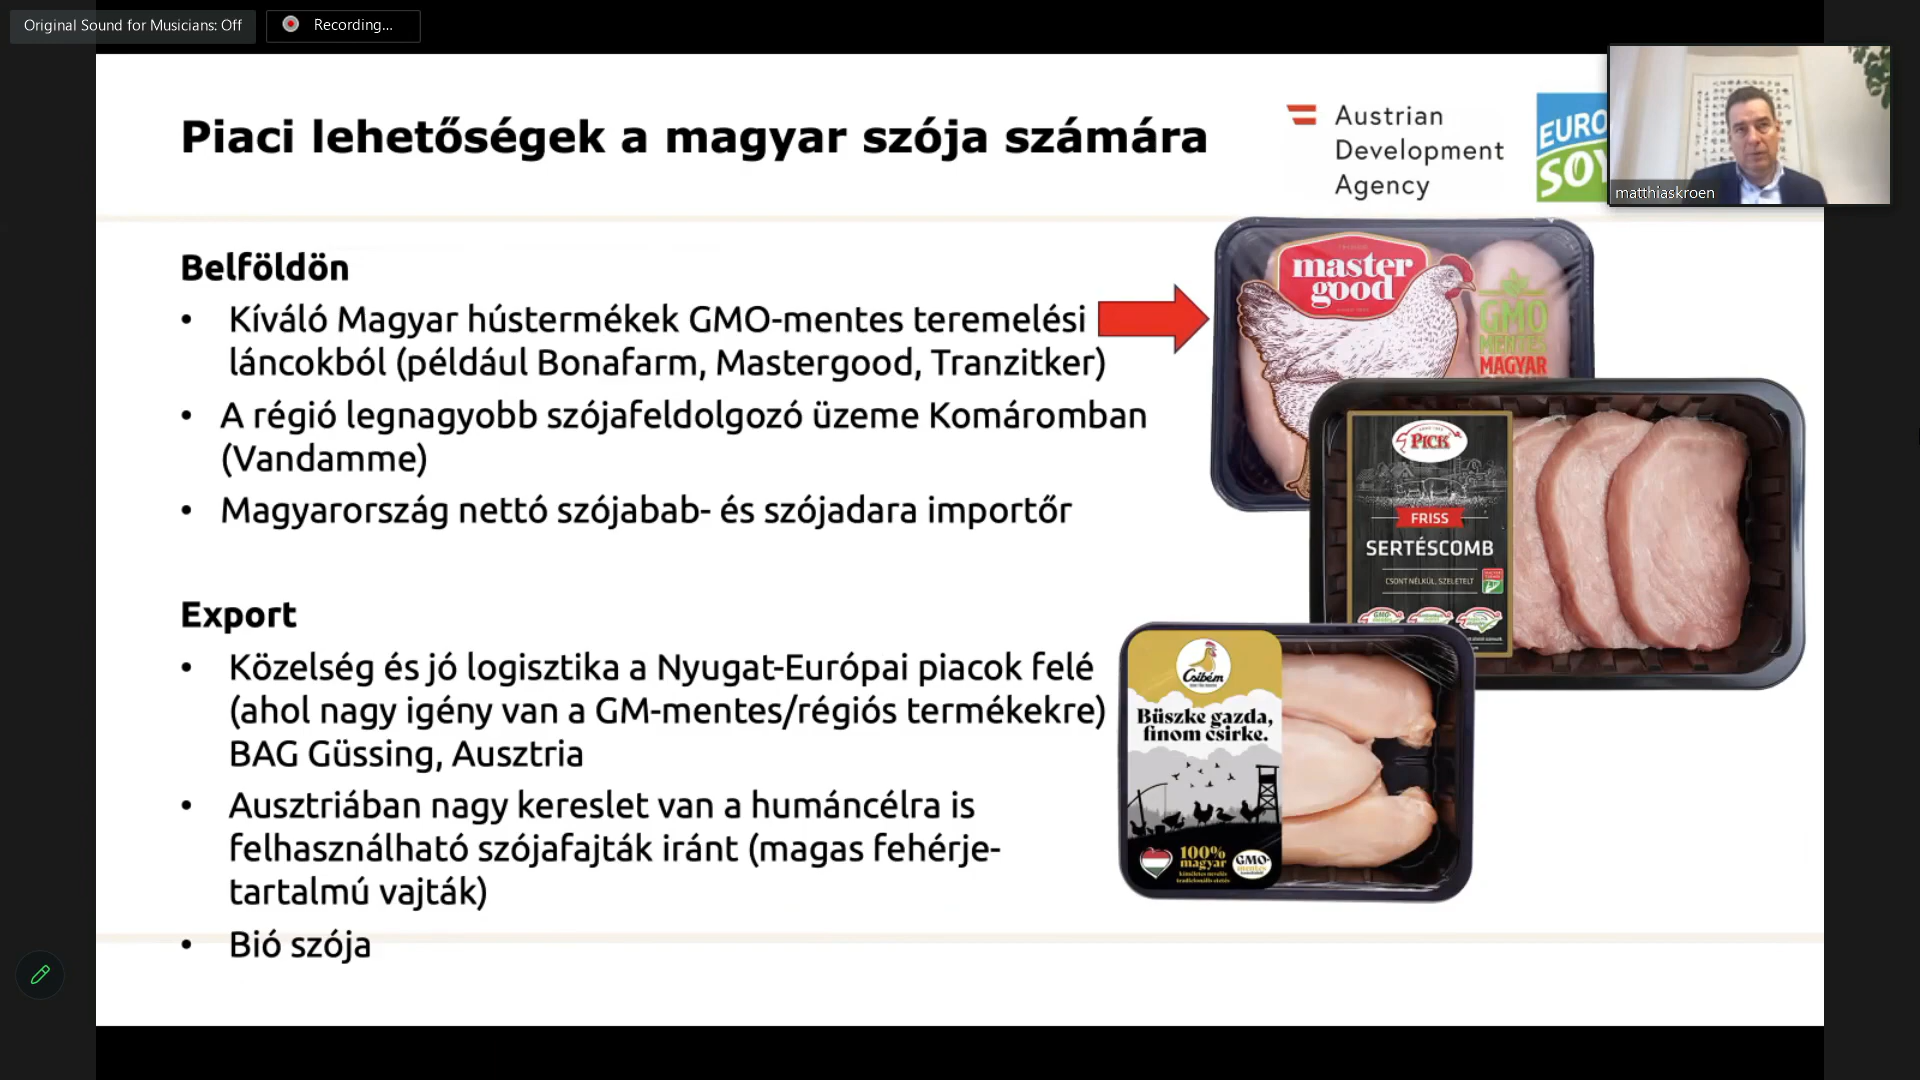 Original Sound for Musicians: Off
Recording...
Piaci lehetőségek a magyar szója számára
Austrian
Development
Agency
EURO
SOY
matthiaskroen
Belföldön
• Kíváló Magyar hústermékek GMO-mentes teremelési
láncokból (például Bonafarm, Mastergood, Tranzitker)
• A régió legnagyobb szójafeldolgozó üzeme Komáromban
(Vandamme)
• Magyarország nettó szójabab- és szójadara importőr
Export
• Közelség és jó logisztika a Nyugat-Európai piacok felé
(ahol nagy igény van a GM-mentes/régiós termékekre)
BAG Güssing, Ausztria
• Ausztriában nagy kereslet van a humáncélra is
felhasználható szójafajták iránt (magas fehérje-
tartalmú vajták)
• Bió szója
master
good
GMO
MENTES
MAGYAR
PICK
FRISS
SERTÉSCOMB
CSONT NÉLKÜL, SZELETELT
Csibém
Büszke gazda,
finom csirke.
100%
magyar
GMO-
mentes